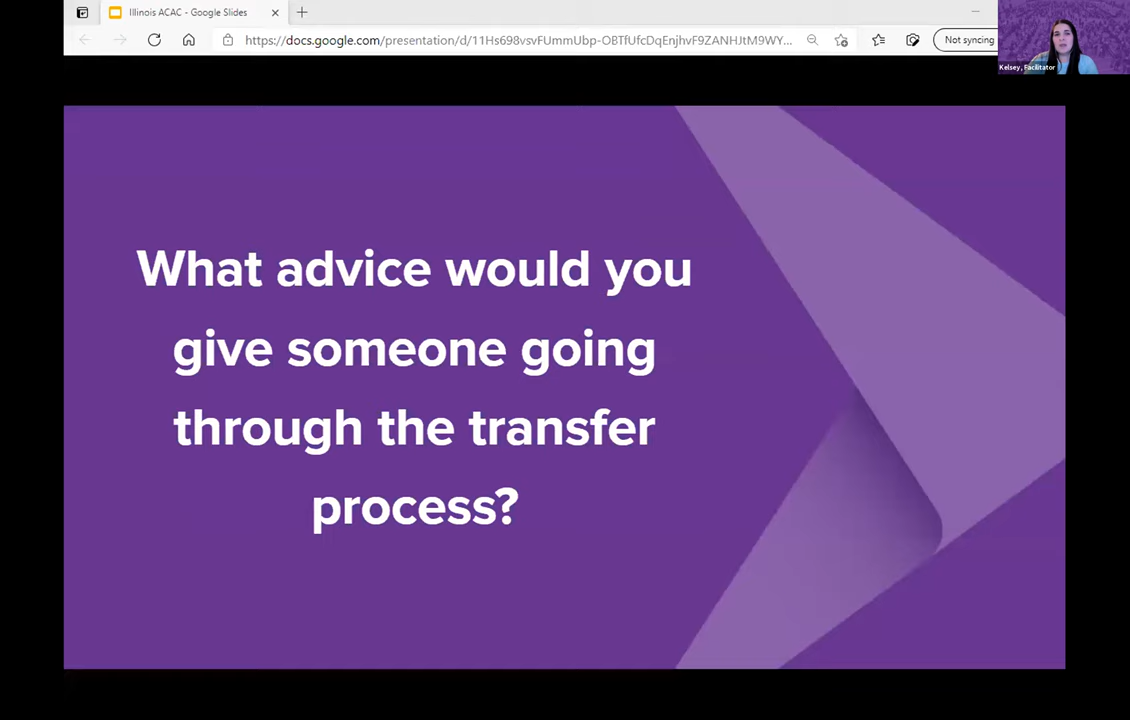 Illinois ACAC - Google Slides
https://docs.google.com/presentation/d/11Hs698vsvFUmmUbp-OBTfUfcDqEnjhvF9ZANHJtM9WY...
Not syncing
Kelsey, Facilitator
What advice would you
give someone going
through the transfer
process?